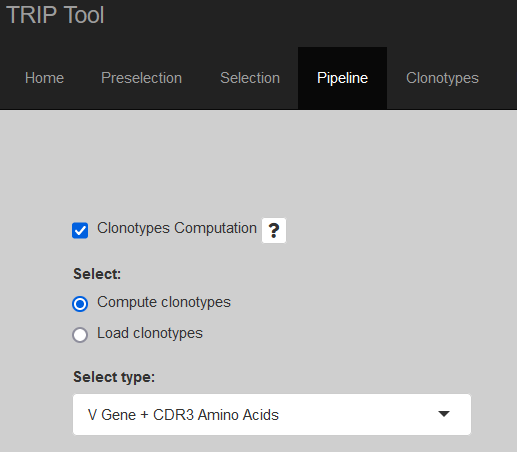 TRIP Tool
Home Preselection Selection Pipeline Clonotypes
Clonotypes Computation ?
Select:
Compute clonotypes
Load clonotypes
Select type:
V Gene + CDR3 Amino Acids